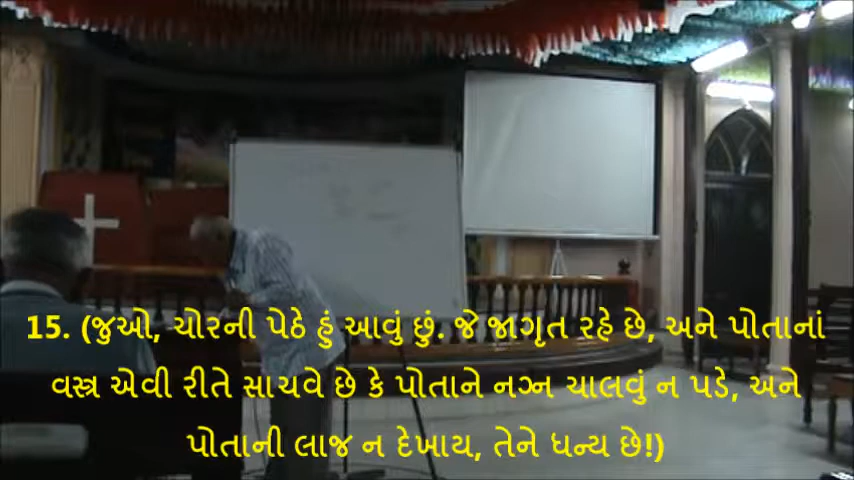 15. (જુઓ, ચોરની પેઠે હું આવું છું. જે જાગૃત રહે છે, અને પોતાનાં
વસ્ત્ર એવી રીતે સાચવે છે કે પોતાને નગ્ન ચાલવું ન પડે, અને
પોતાની લાજ ન દેખાય, તેને ધન્ય છે!)